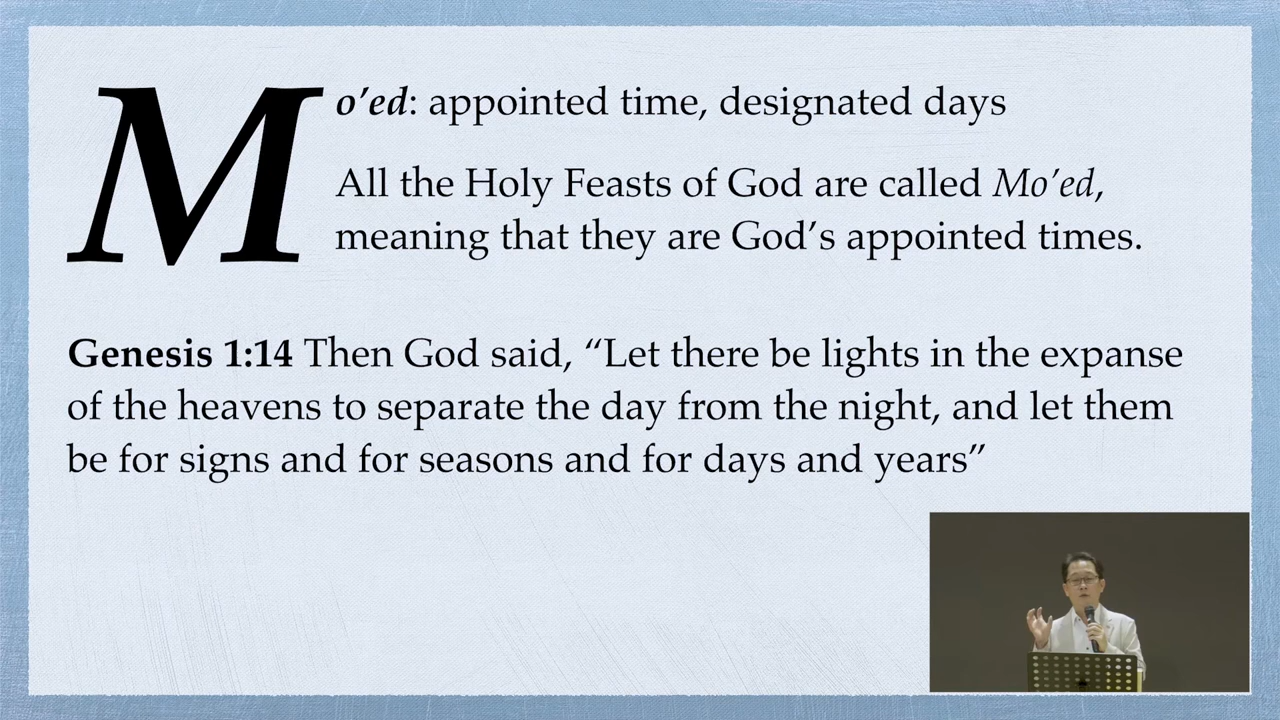 Mo’ed: appointed time, designated days
All the Holy Feasts of God are called Mo’ed,
meaning that they are God’s appointed times.
Genesis 1:14 Then God said, “Let there be lights in the expanse
of the heavens to separate the day from the night, and let them
be for signs and for seasons and for days and years”